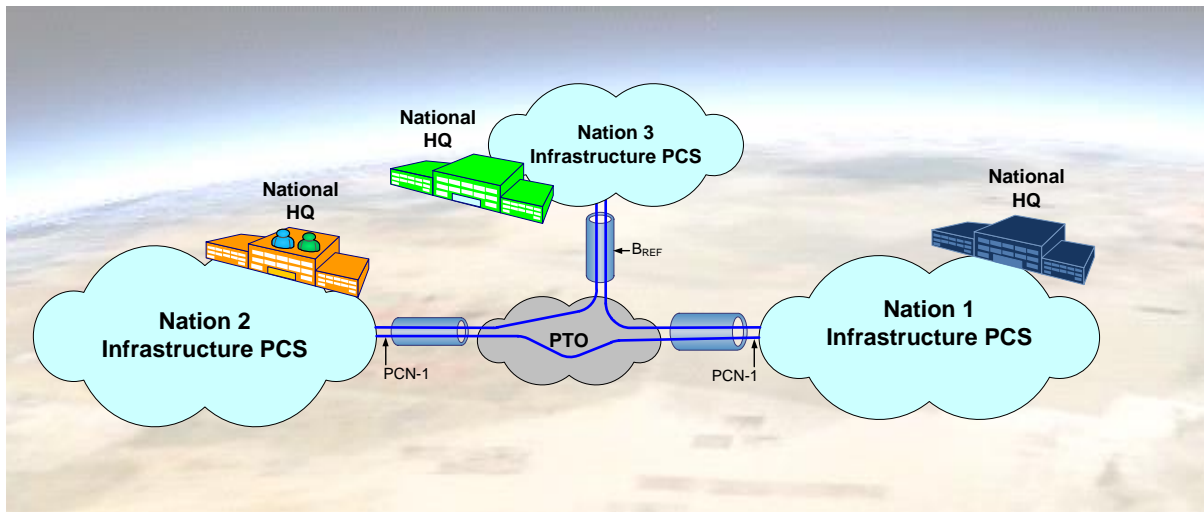 National
HQ
Nation 3
Infrastructure PCS
National
HQ
National
HQ
BREF
Nation 2
Infrastructure PCS
PTO
Nation 1
Infrastructure PCS
PCN-1
PCN-1